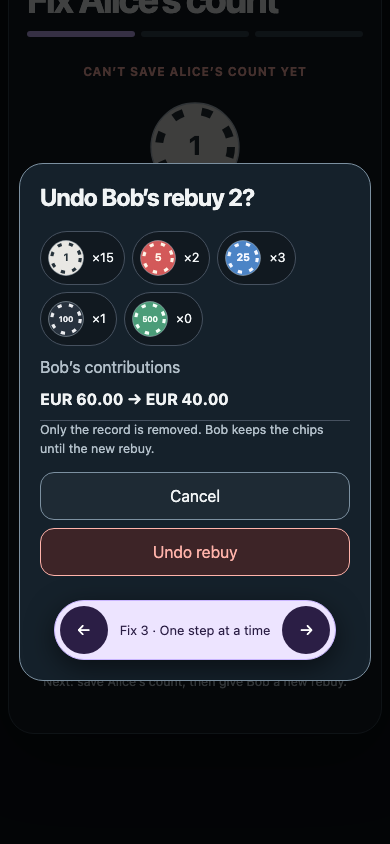 Fix Alice's count
CAN'T SAVE ALICE'S COUNT YET
1
Undo Bob's rebuy 2?
1 ×15 5 ×2 25 ×3
100 ×1 500 ×0
Bob's contributions
EUR 60.00 → EUR 40.00
Only the record is removed. Bob keeps the chips
until the new rebuy.
Cancel
Undo rebuy
← Fix 3 · One step at a time →
Next: save Alice's count, then give Bob a new rebuy.